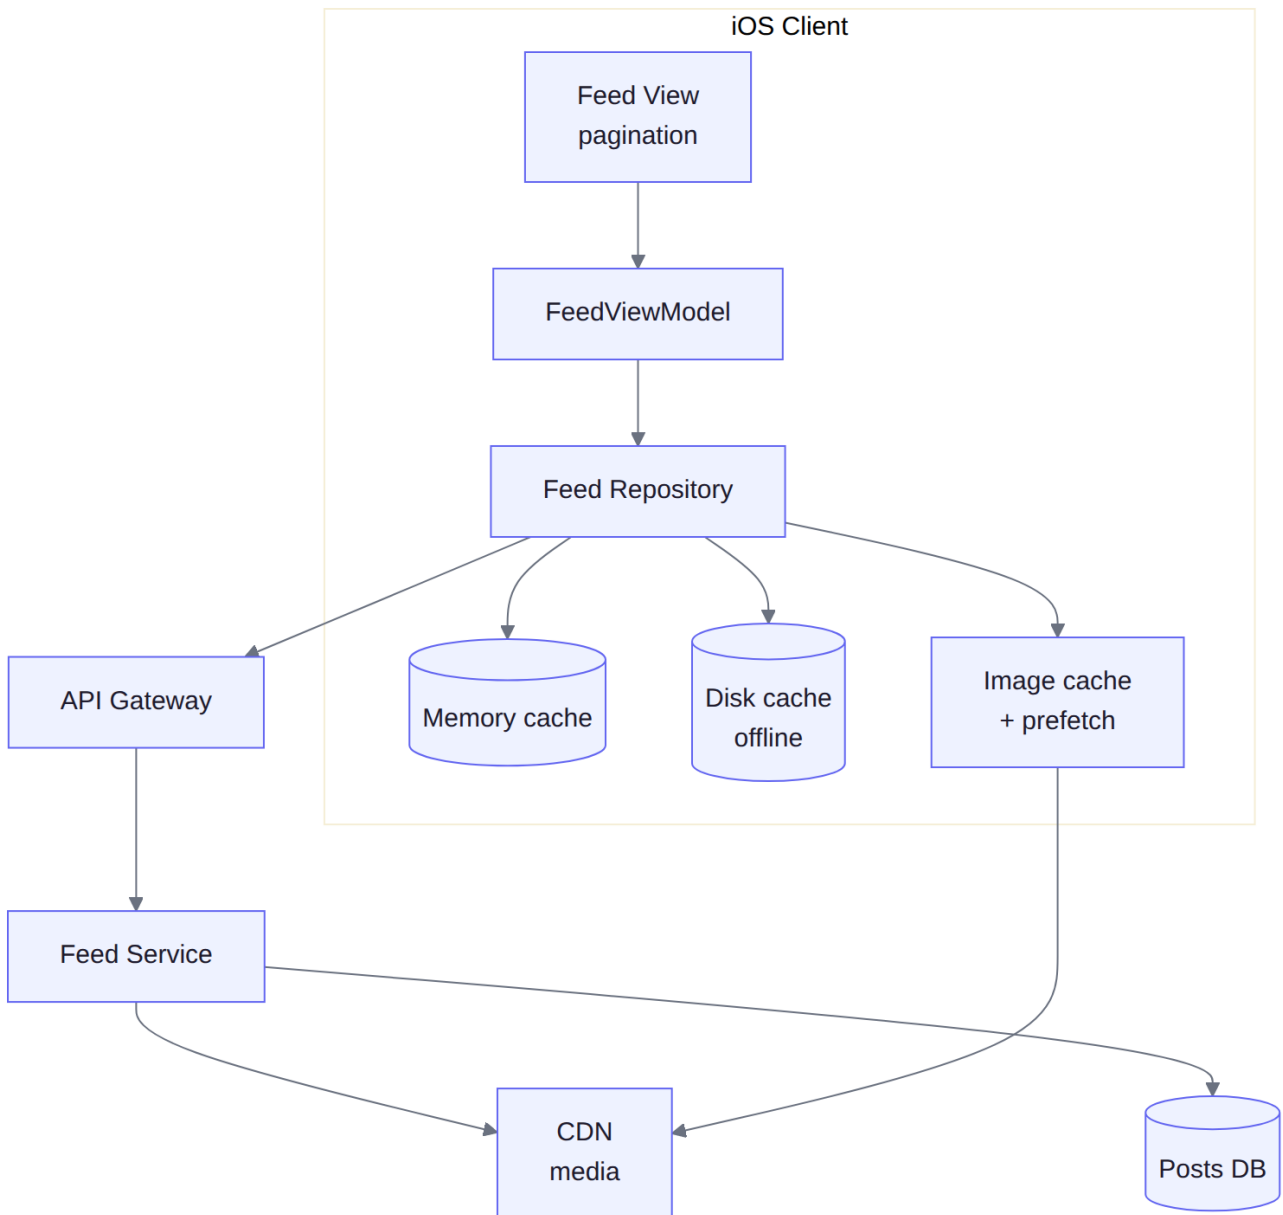 iOS Client
Feed View
pagination
FeedViewModel
Feed Repository
API Gateway
Memory cache
Disk cache
offline
Image cache
+ prefetch
Feed Service
CDN
media
Posts DB